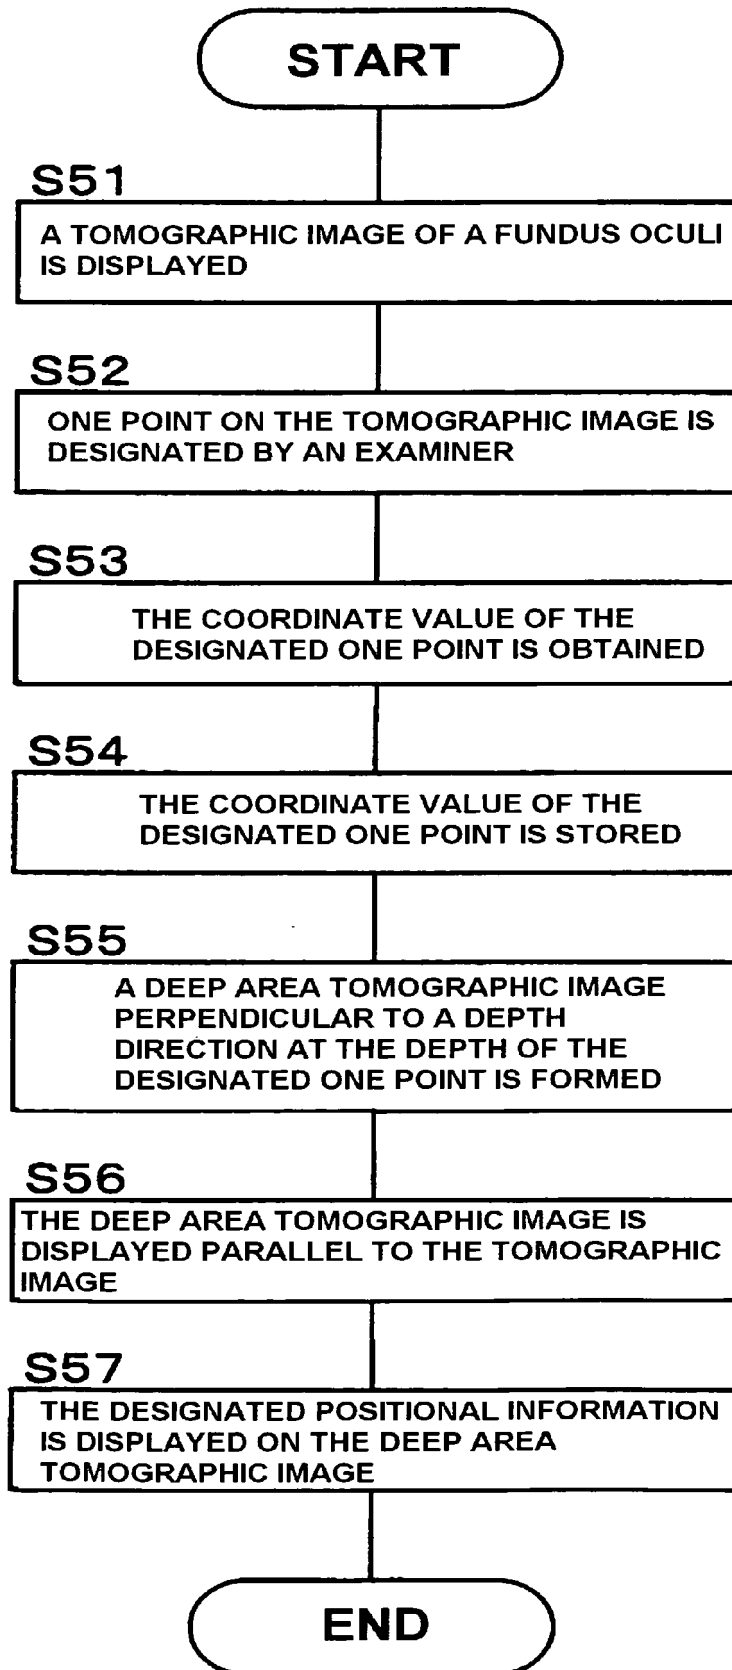 START
S51
A TOMOGRAPHIC IMAGE OF A FUNDUS OCULI
IS DISPLAYED
S52
ONE POINT ON THE TOMOGRAPHIC IMAGE IS
DESIGNATED BY AN EXAMINER
S53
THE COORDINATE VALUE OF THE
DESIGNATED ONE POINT IS OBTAINED
S54
THE COORDINATE VALUE OF THE
DESIGNATED ONE POINT IS STORED
S55
A DEEP AREA TOMOGRAPHIC IMAGE
PERPENDICULAR TO A DEPTH
DIRECTION AT THE DEPTH OF THE
DESIGNATED ONE POINT IS FORMED
S56
THE DEEP AREA TOMOGRAPHIC IMAGE IS
DISPLAYED PARALLEL TO THE TOMOGRAPHIC
IMAGE
S57
THE DESIGNATED POSITIONAL INFORMATION
IS DISPLAYED ON THE DEEP AREA
TOMOGRAPHIC IMAGE
END